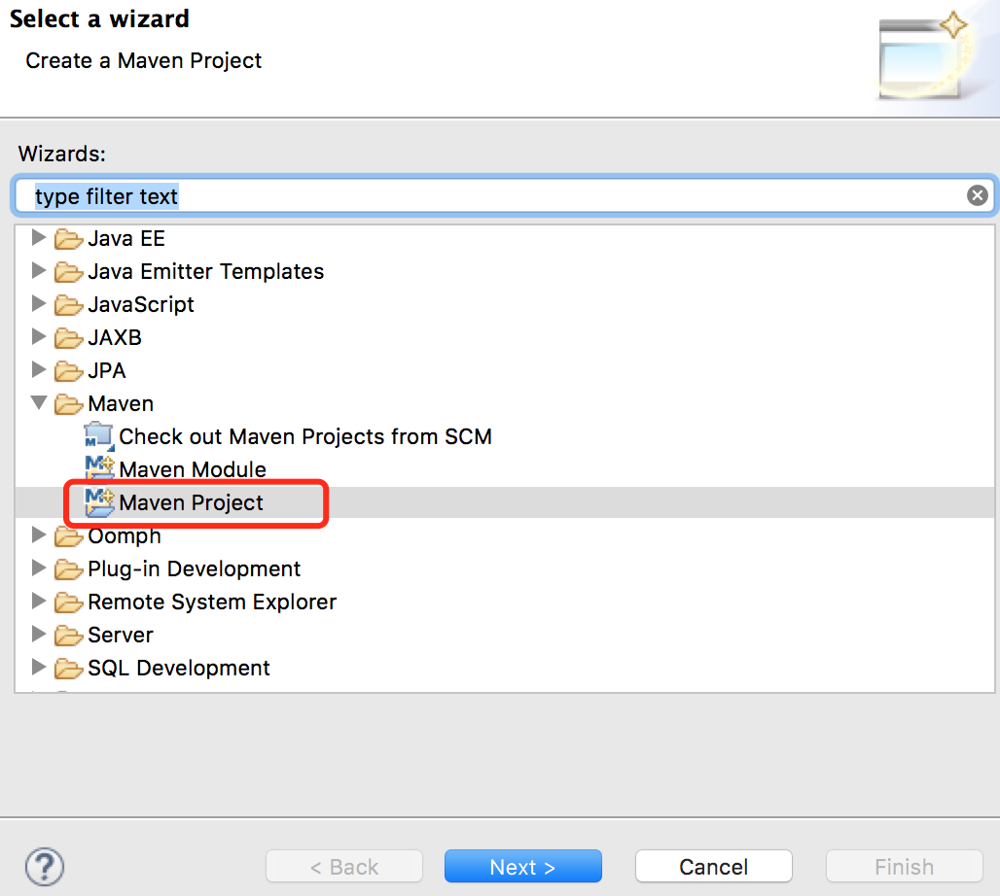 Select a wizard
Create a Maven Project
Wizards:
type filter text
Java EE
Java Emitter Templates
JavaScript
JAXB
JPA
Maven
Check out Maven Projects from SCM
Maven Module
Maven Project
Oomph
Plug-in Development
Remote System Explorer
Server
SQL Development
?
< Back Next > Cancel Finish